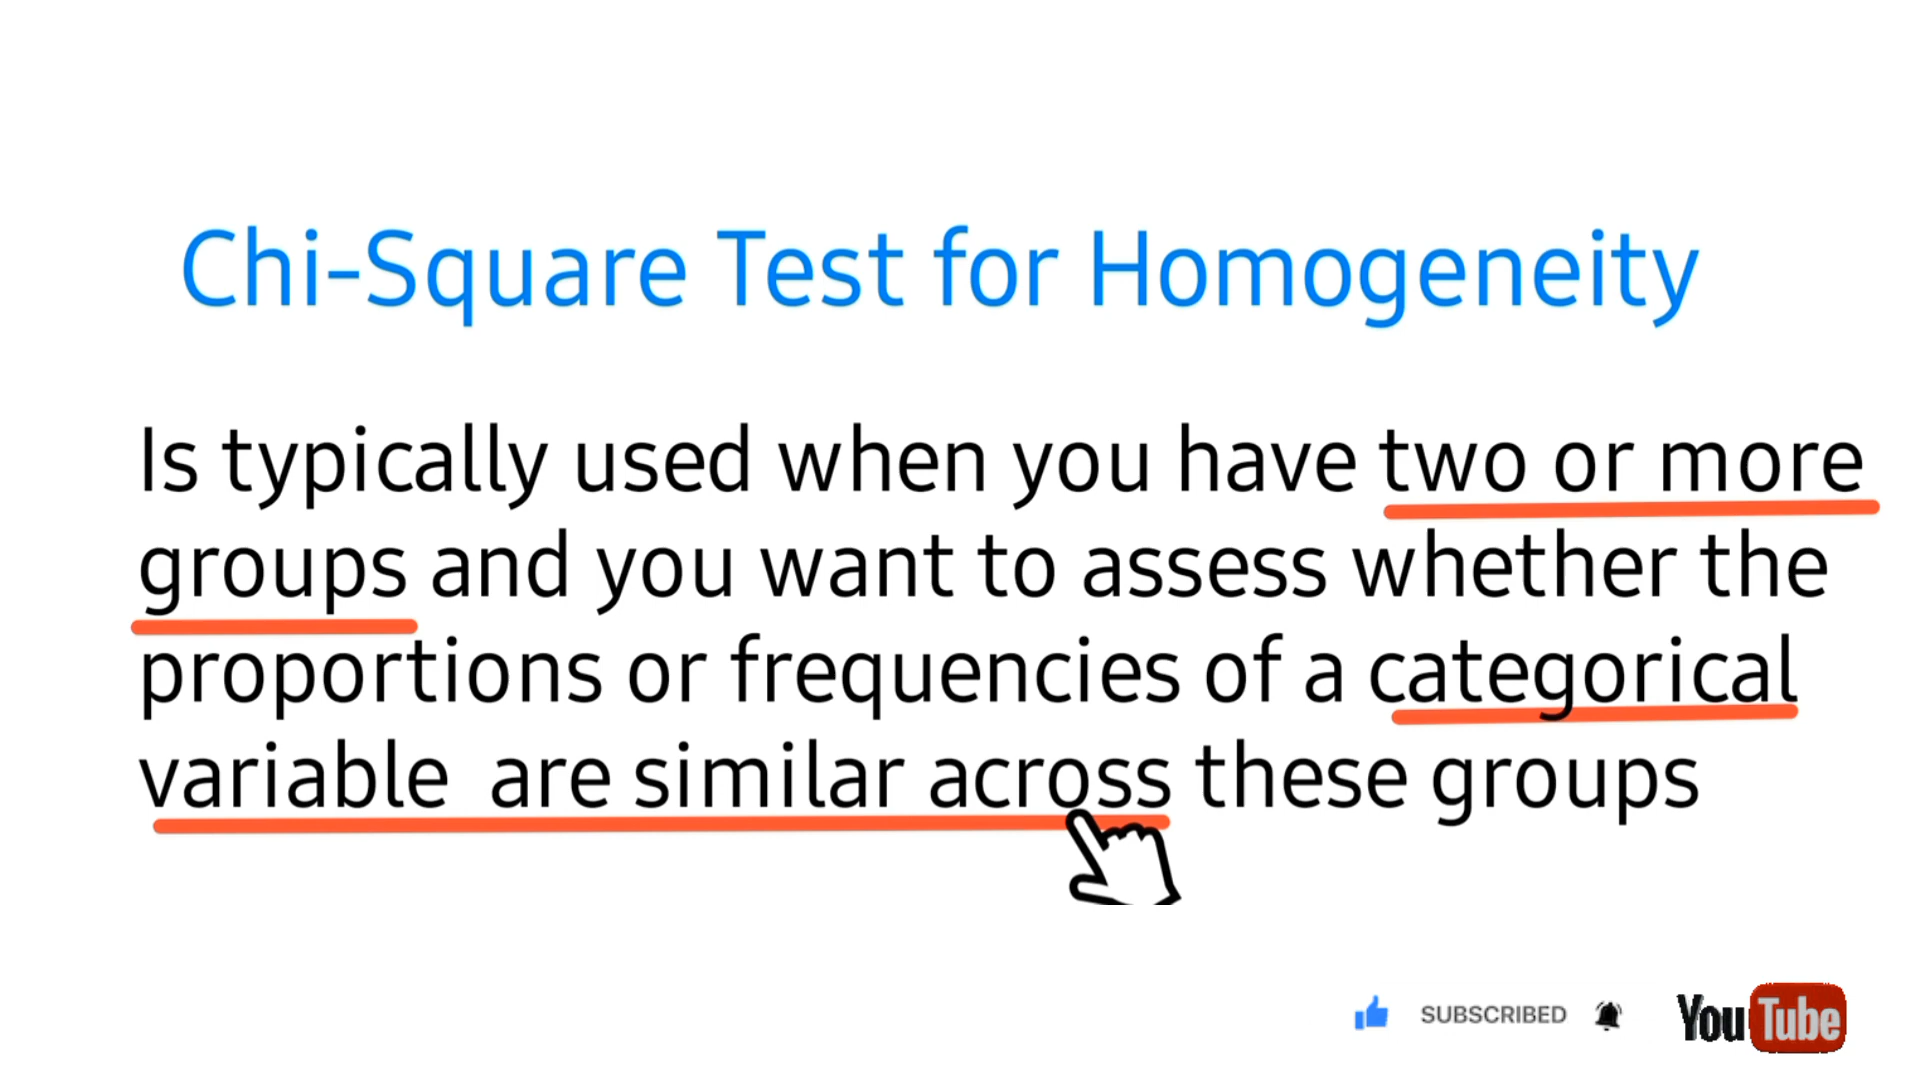 Chi-Square Test for Homogeneity
Is typically used when you have two or more
groups and you want to assess whether the
proportions or frequencies of a categorical
variable are similar across these groups
SUBSCRIBED
YouTube